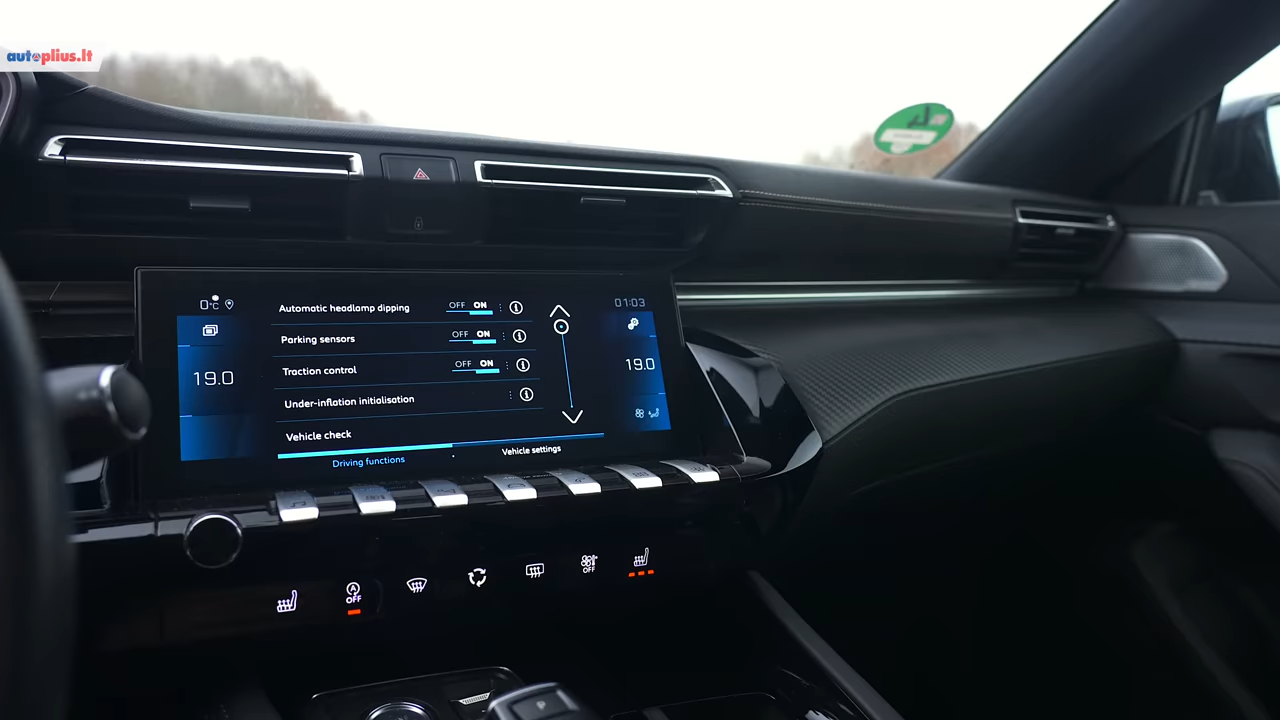 autoplius.lt
0°C
01:03
Automatic headlamp dipping OFF ON
Parking sensors OFF ON
Traction control OFF ON
Under-inflation initialisation
Vehicle check
19.0
19.0
Driving functions
Vehicle settings
A
OFF
OFF
P